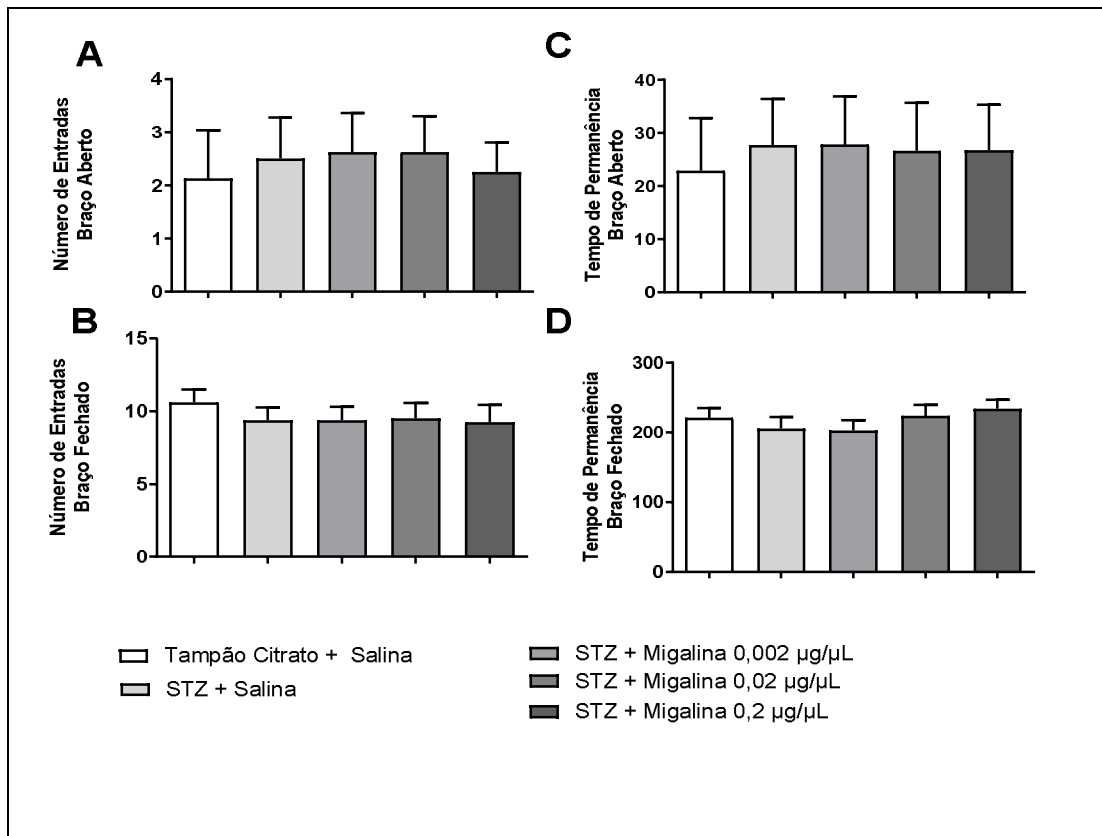 A
Número de Entradas
Braço Aberto
4
3
2
1
0
C
Tempo de Permanência
Braço Aberto
40
30
20
10
0
B
Número de Entradas
Braço Fechado
15
10
5
0
D
Tempo de Permanência
Braço Fechado
300
200
100
0
Tampão Citrato + Salina
STZ + Salina
STZ + Migalina 0,002 µg/µL
STZ + Migalina 0,02 µg/µL
STZ + Migalina 0,2 µg/µL